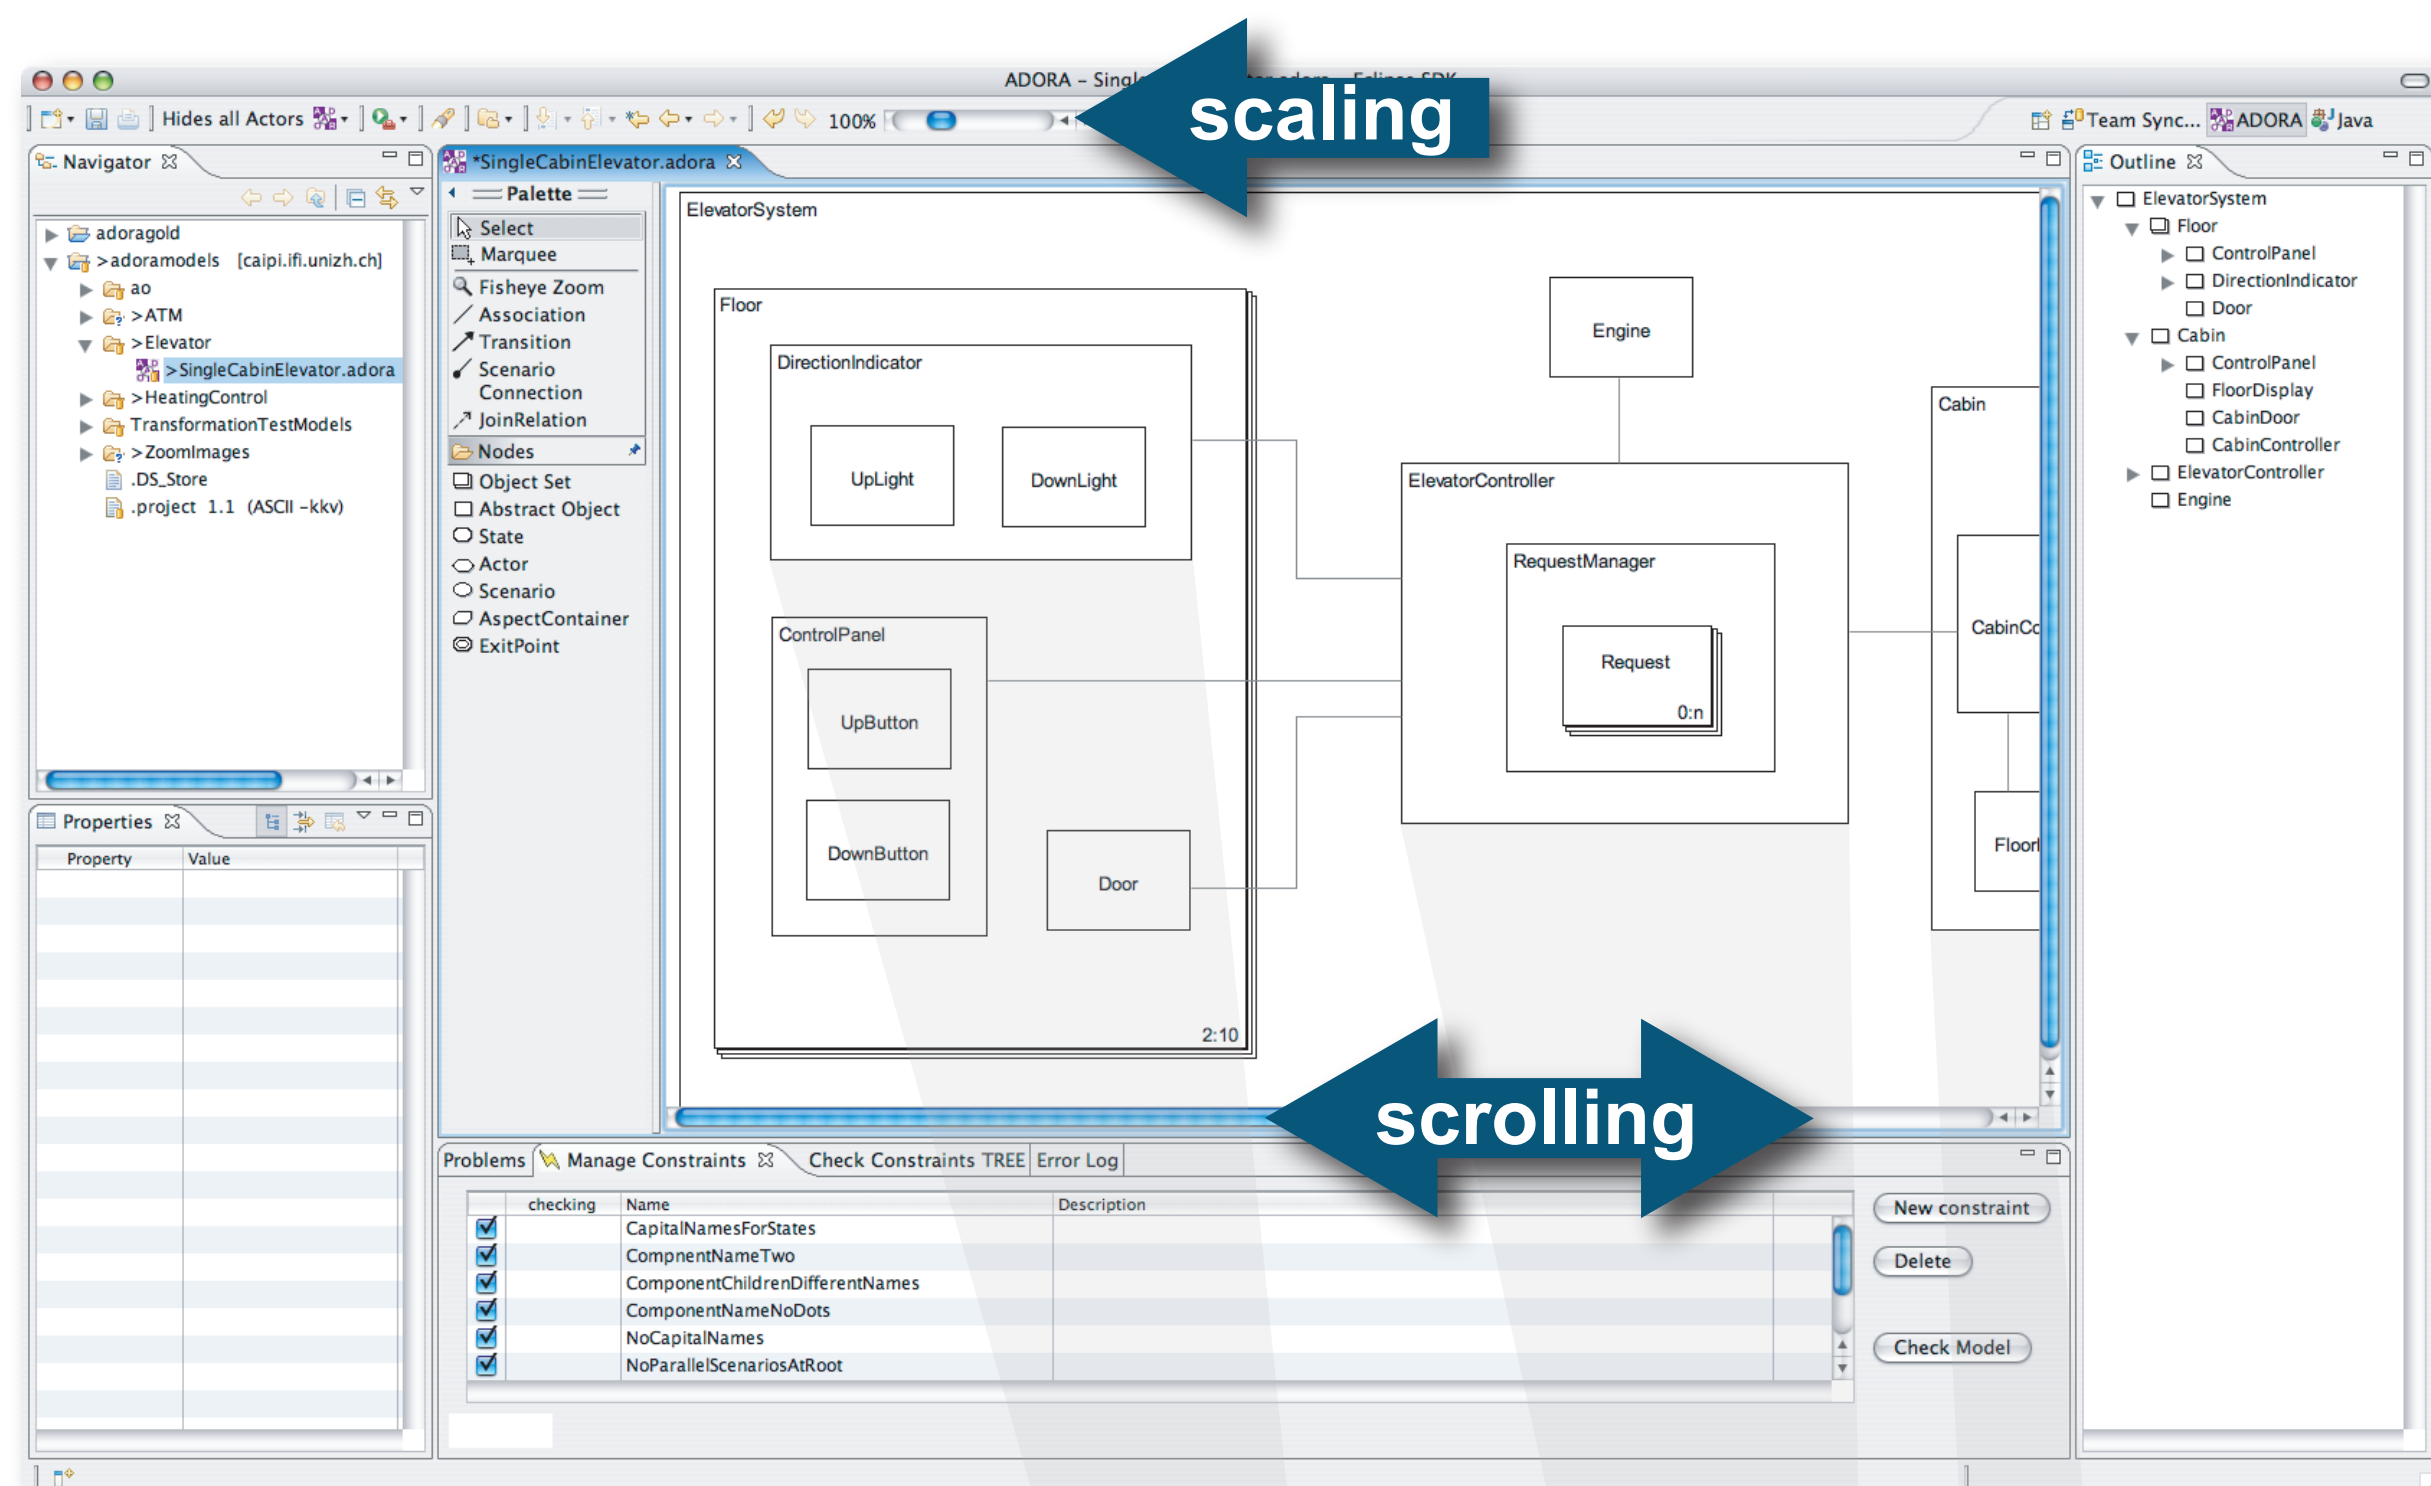 ADORA – Singl
scaling
Hides all Actors
100%
Team Sync...
ADORA
Java
Navigator
adoragold
>adoramodels [caipi.ifi.unizh.ch]
ao
>ATM
>Elevator
>SingleCabinElevator.adora
>HeatingControl
TransformationTestModels
>ZoomImages
.DS_Store
.project 1.1 (ASCII -kkv)
Properties
Property Value
*SingleCabinElevator.adora
Palette
Select
Marquee
Fisheye Zoom
Association
Transition
Scenario
Connection
JoinRelation
Nodes
Object Set
Abstract Object
State
Actor
Scenario
AspectContainer
ExitPoint
ElevatorSystem
Floor
DirectionIndicator
UpLight
DownLight
ControlPanel
UpButton
DownButton
Door
2:10
Engine
ElevatorController
RequestManager
Request
0:n
Cabin
CabinCo
Floor
scrolling
Outline
ElevatorSystem
Floor
ControlPanel
DirectionIndicator
Door
Cabin
ControlPanel
FloorDisplay
CabinDoor
CabinController
ElevatorController
Engine
Problems
Manage Constraints
Check Constraints TREE
Error Log
checking Name Description
CapitalNamesForStates
CompnentNameTwo
ComponentChildrenDifferentNames
ComponentNameNoDots
NoCapitalNames
NoParallelScenariosAtRoot
New constraint
Delete
Check Model